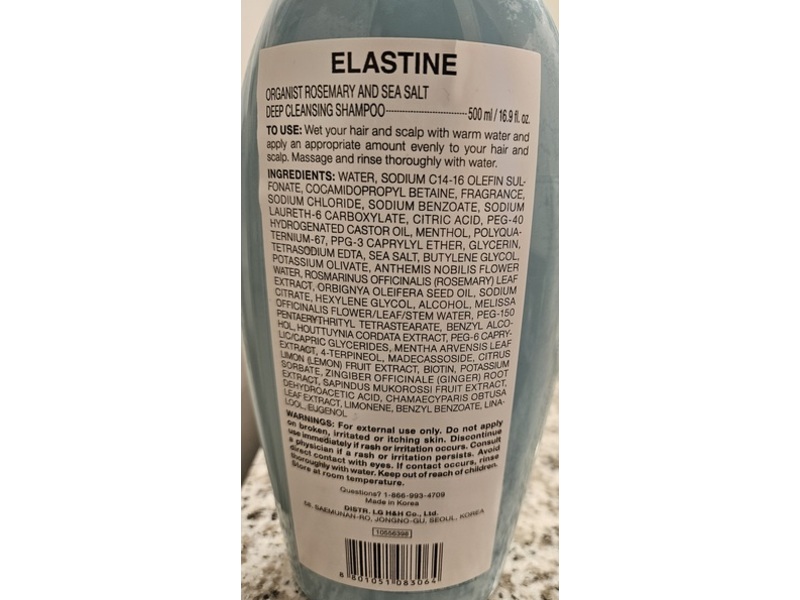 ELASTINE
ORGANIST ROSEMARY AND SEA SALT
DEEP CLEANSING SHAMPOO----------------------------500 ml / 16.9 fl. oz.
TO USE: Wet your hair and scalp with warm water and
apply an appropriate amount evenly to your hair and
scalp. Massage and rinse thoroughly with water.
INGREDIENTS: WATER, SODIUM C14-16 OLEFIN SUL-
FONATE, COCAMIDOPROPYL BETAINE, FRAGRANCE,
SODIUM CHLORIDE, SODIUM BENZOATE, SODIUM
LAURETH-6 CARBOXYLATE, CITRIC ACID, PEG-40
HYDROGENATED CASTOR OIL, MENTHOL, POLYQUA-
TERNIUM-67, PPG-3 CAPRYLYL ETHER, GLYCERIN,
TETRASODIUM EDTA, SEA SALT, BUTYLENE GLYCOL,
POTASSIUM OLIVATE, ANTHEMIS NOBILIS FLOWER
WATER, ROSMARINUS OFFICINALIS (ROSEMARY) LEAF
EXTRACT, ORBIGNYA OLEIFERA SEED OIL, SODIUM
CITRATE, HEXYLENE GLYCOL, ALCOHOL, MELISSA
OFFICINALIS FLOWER/LEAF/STEM WATER, PEG-150
PENTAERYTHRITYL TETRASTEARATE, BENZYL ALCO-
HOL, HOUTTUYNIA CORDATA EXTRACT, PEG-6 CAPRY-
LIC/CAPRIC GLYCERIDES, MENTHA ARVENSIS LEAF
EXTRACT, 4-TERPINEOL, MADECASSOSIDE, CITRUS
LIMON (LEMON) FRUIT EXTRACT, BIOTIN, POTASSIUM
SORBATE, ZINGIBER OFFICINALE (GINGER) ROOT
EXTRACT, SAPINDUS MUKOROSSI FRUIT EXTRACT,
DEHYDROACETIC ACID, CHAMAECYPARIS OBTUSA
LEAF EXTRACT, LIMONENE, BENZYL BENZOATE, LINA-
LOOL, EUGENOL
WARNINGS: For external use only. Do not apply
on broken, irritated or itching skin. Discontinue
use immediately if rash or irritation occurs. Consult
a physician if a rash or irritation persists. Avoid
direct contact with eyes. If contact occurs, rinse
thoroughly with water. Keep out of reach of children.
Store at room temperature.
Questions? 1-866-993-4709
Made in Korea
DISTR. LG H&H Co., Ltd.
58, SAEMUNAN-RO, JONGNO-GU, SEOUL, KOREA
10556398
8 801051 083064